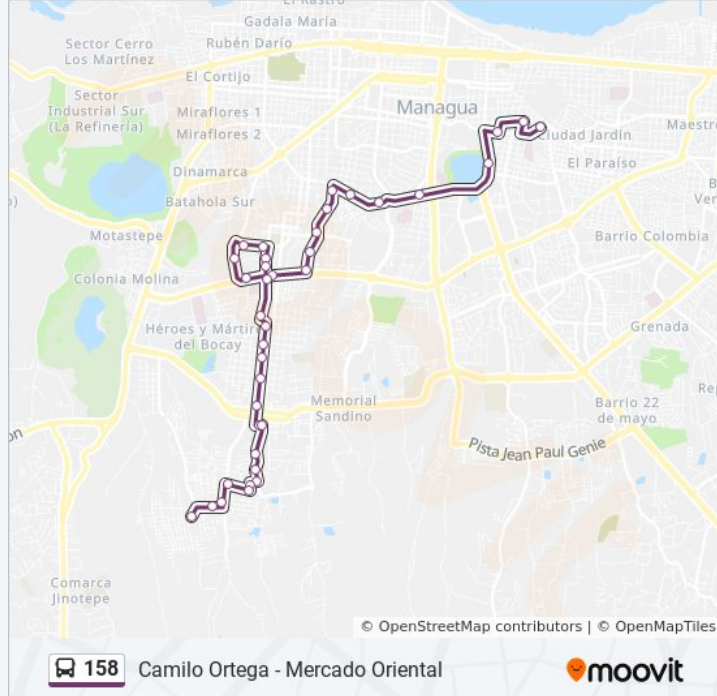 El Rastro
Gadala María
Sector Cerro
Los Martínez
Rubén Darío
El Cortijo
Sector
Industrial Sur
(La Refinería)
Miraflores 1
Miraflores 2
Managua
Ciudad Jardín
Maestro
El Paraíso
Dinamarca
Batahola Sur
Motastepe
Barrio Colombia
Colonia Molina
Héroes y Mártires
del Bocay
Grenada
Memorial
Sandino
Barrio 22
de mayo
Pista Jean Paul Genie
Comarca
Jinotepe
© OpenStreetMap contributors | © OpenMapTiles
158 Camilo Ortega - Mercado Oriental
moovit